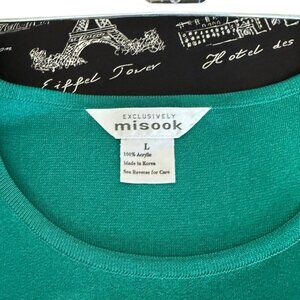 Eiffel Tower
Hotel des
EXCLUSIVELY
misook
L
100% Acrylic
Made in Korea
See Reverse for Care